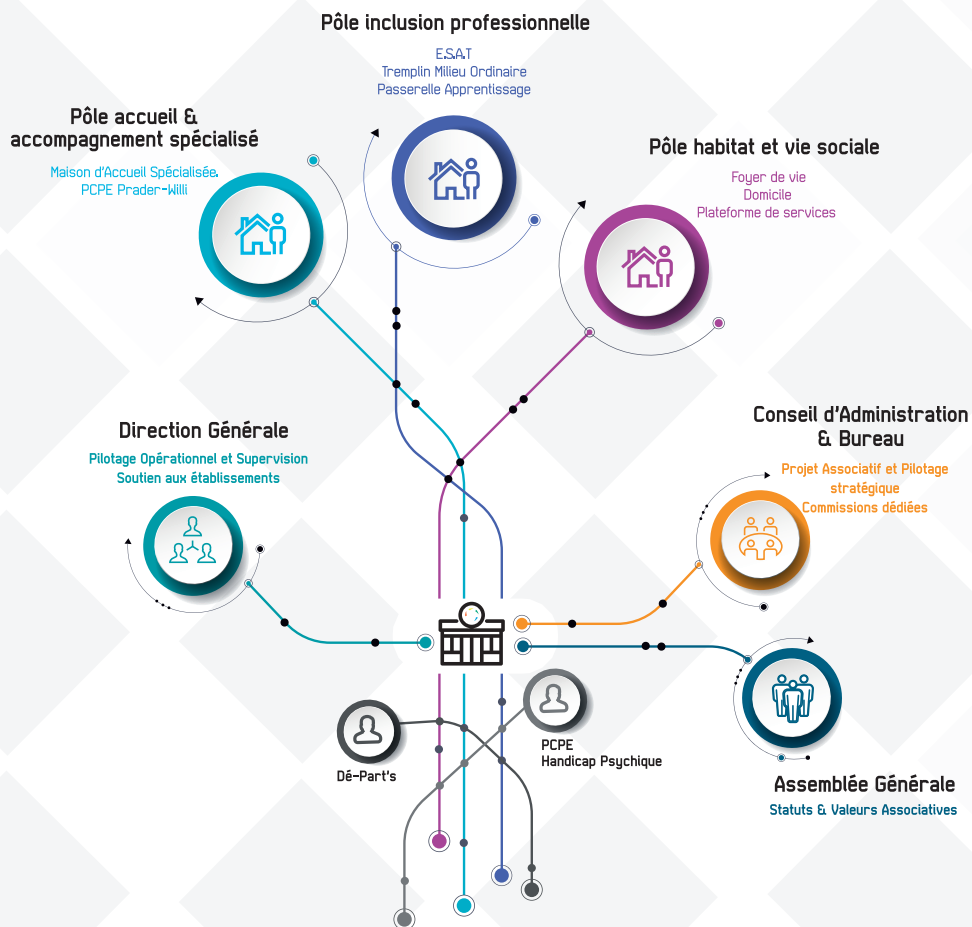 Pôle inclusion professionnelle
E.S.A.T
Tremplin Milieu Ordinaire
Passerelle Apprentissage
Pôle accueil &
accompagnement spécialisé
Maison d'Accueil Spécialisée,
PCPE Prader-Willi
Pôle habitat et vie sociale
Foyer de vie
Domicile
Plateforme de services
Direction Générale
Pilotage Opérationnel et Supervision
Soutien aux établissements
Conseil d'Administration
& Bureau
Projet Associatif et Pilotage
stratégique
Commissions dédiées
Dé-Part's
PCPE
Handicap Psychique
Assemblée Générale
Statuts & Valeurs Associatives